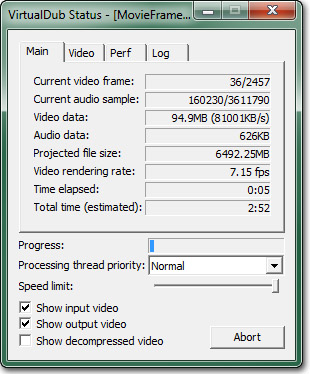 VirtualDub Status - [MovieFrame
Main Video Perf Log
Current video frame: 36/2457
Current audio sample: 160230/3611790
Video data: 94.9MB (81001KB/s)
Audio data: 626KB
Projected file size: 6492.25MB
Video rendering rate: 7.15 fps
Time elapsed: 0:05
Total time (estimated): 2:52
Progress:
Processing thread priority: Normal
Speed limit:
Show input video
Show output video
Show decompressed video
Abort